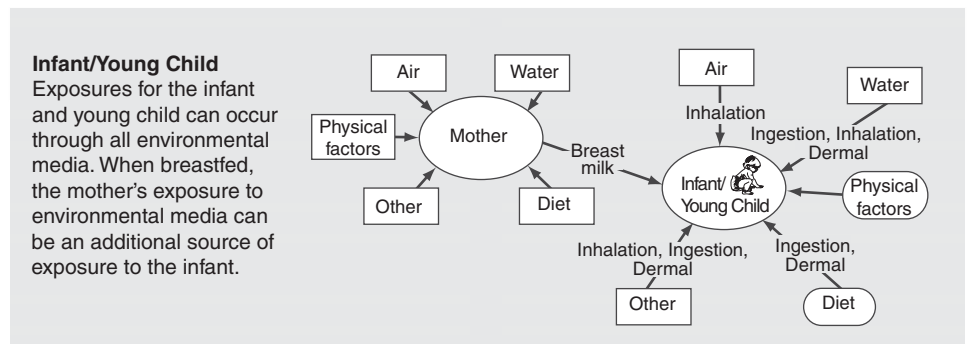 Infant/Young Child
Exposures for the infant
and young child can occur
through all environmental
media. When breastfed,
the mother's exposure to
environmental media can
be an additional source of
exposure to the infant.
Air
Water
Physical
factors
Mother
Other
Diet
Breast
milk
Air
Inhalation
Water
Ingestion, Inhalation,
Dermal
Infant/
Young Child
Physical
factors
Inhalation, Ingestion,
Dermal
Other
Ingestion,
Dermal
Diet